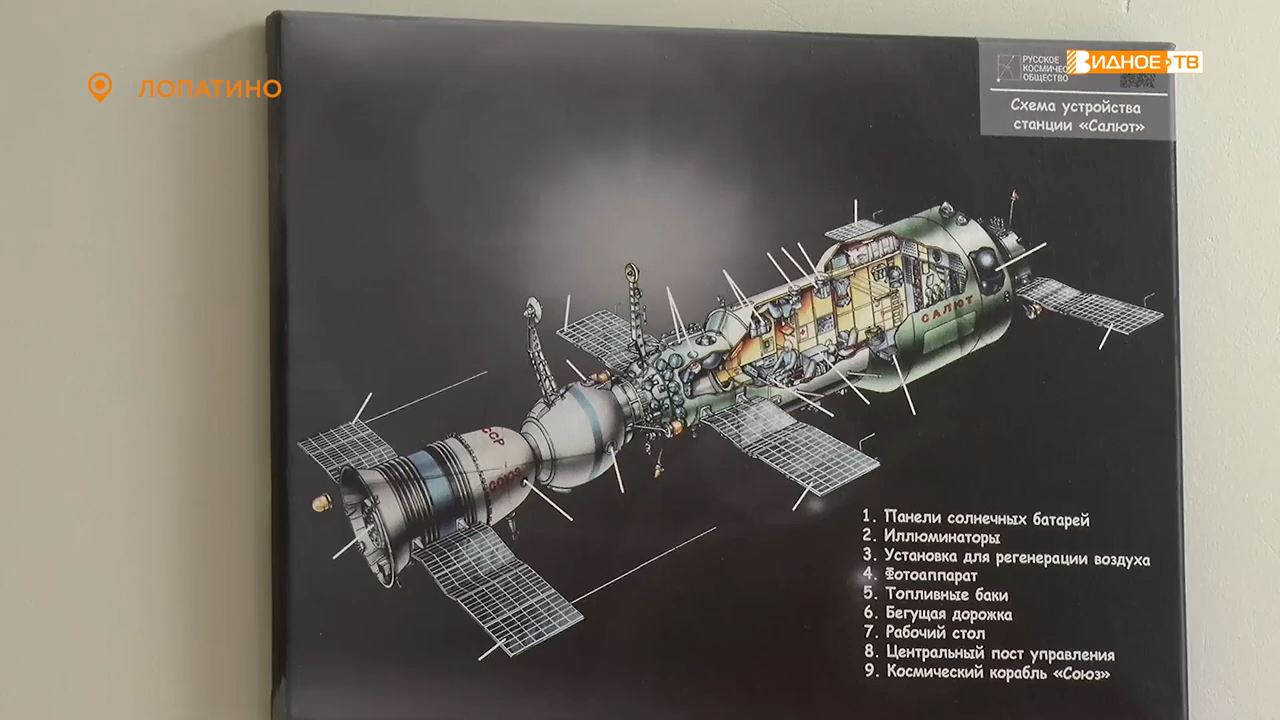 ЛОПАТИНО
ВИДНОЕ ТВ
РУССКОЕ
ОБЩЕСТВО
Схема устройства
станции «Салют»
САЛЮТ
СССР
СОЮЗ
1. Панели солнечных батарей
2. Иллюминаторы
3. Установка для регенерации воздуха
4. Фотоаппарат
5. Топливные баки
6. Бегущая дорожка
7. Рабочий стол
8. Центральный пост управления
9. Космический корабль «Союз»